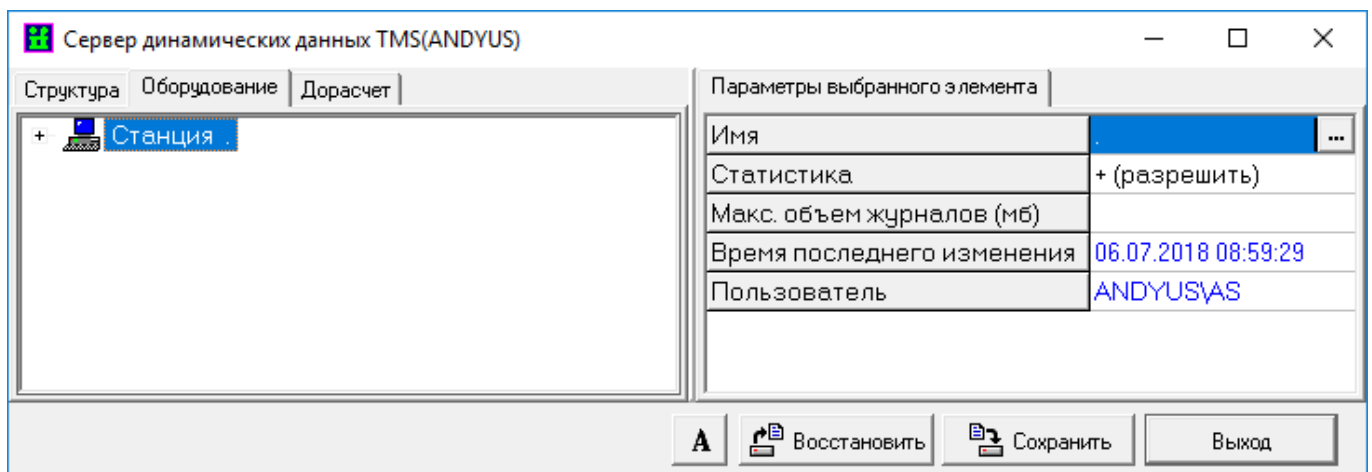 Сервер динамических данных TMS(ANDYUS)
Структура Оборудование Дорасчет
Станция .
Параметры выбранного элемента
Имя . ...
Статистика + (разрешить)
Макс. объем журналов (мб)
Время последнего изменения 06.07.2018 08:59:29
Пользователь ANDYUS\AS
A Восстановить Сохранить Выход